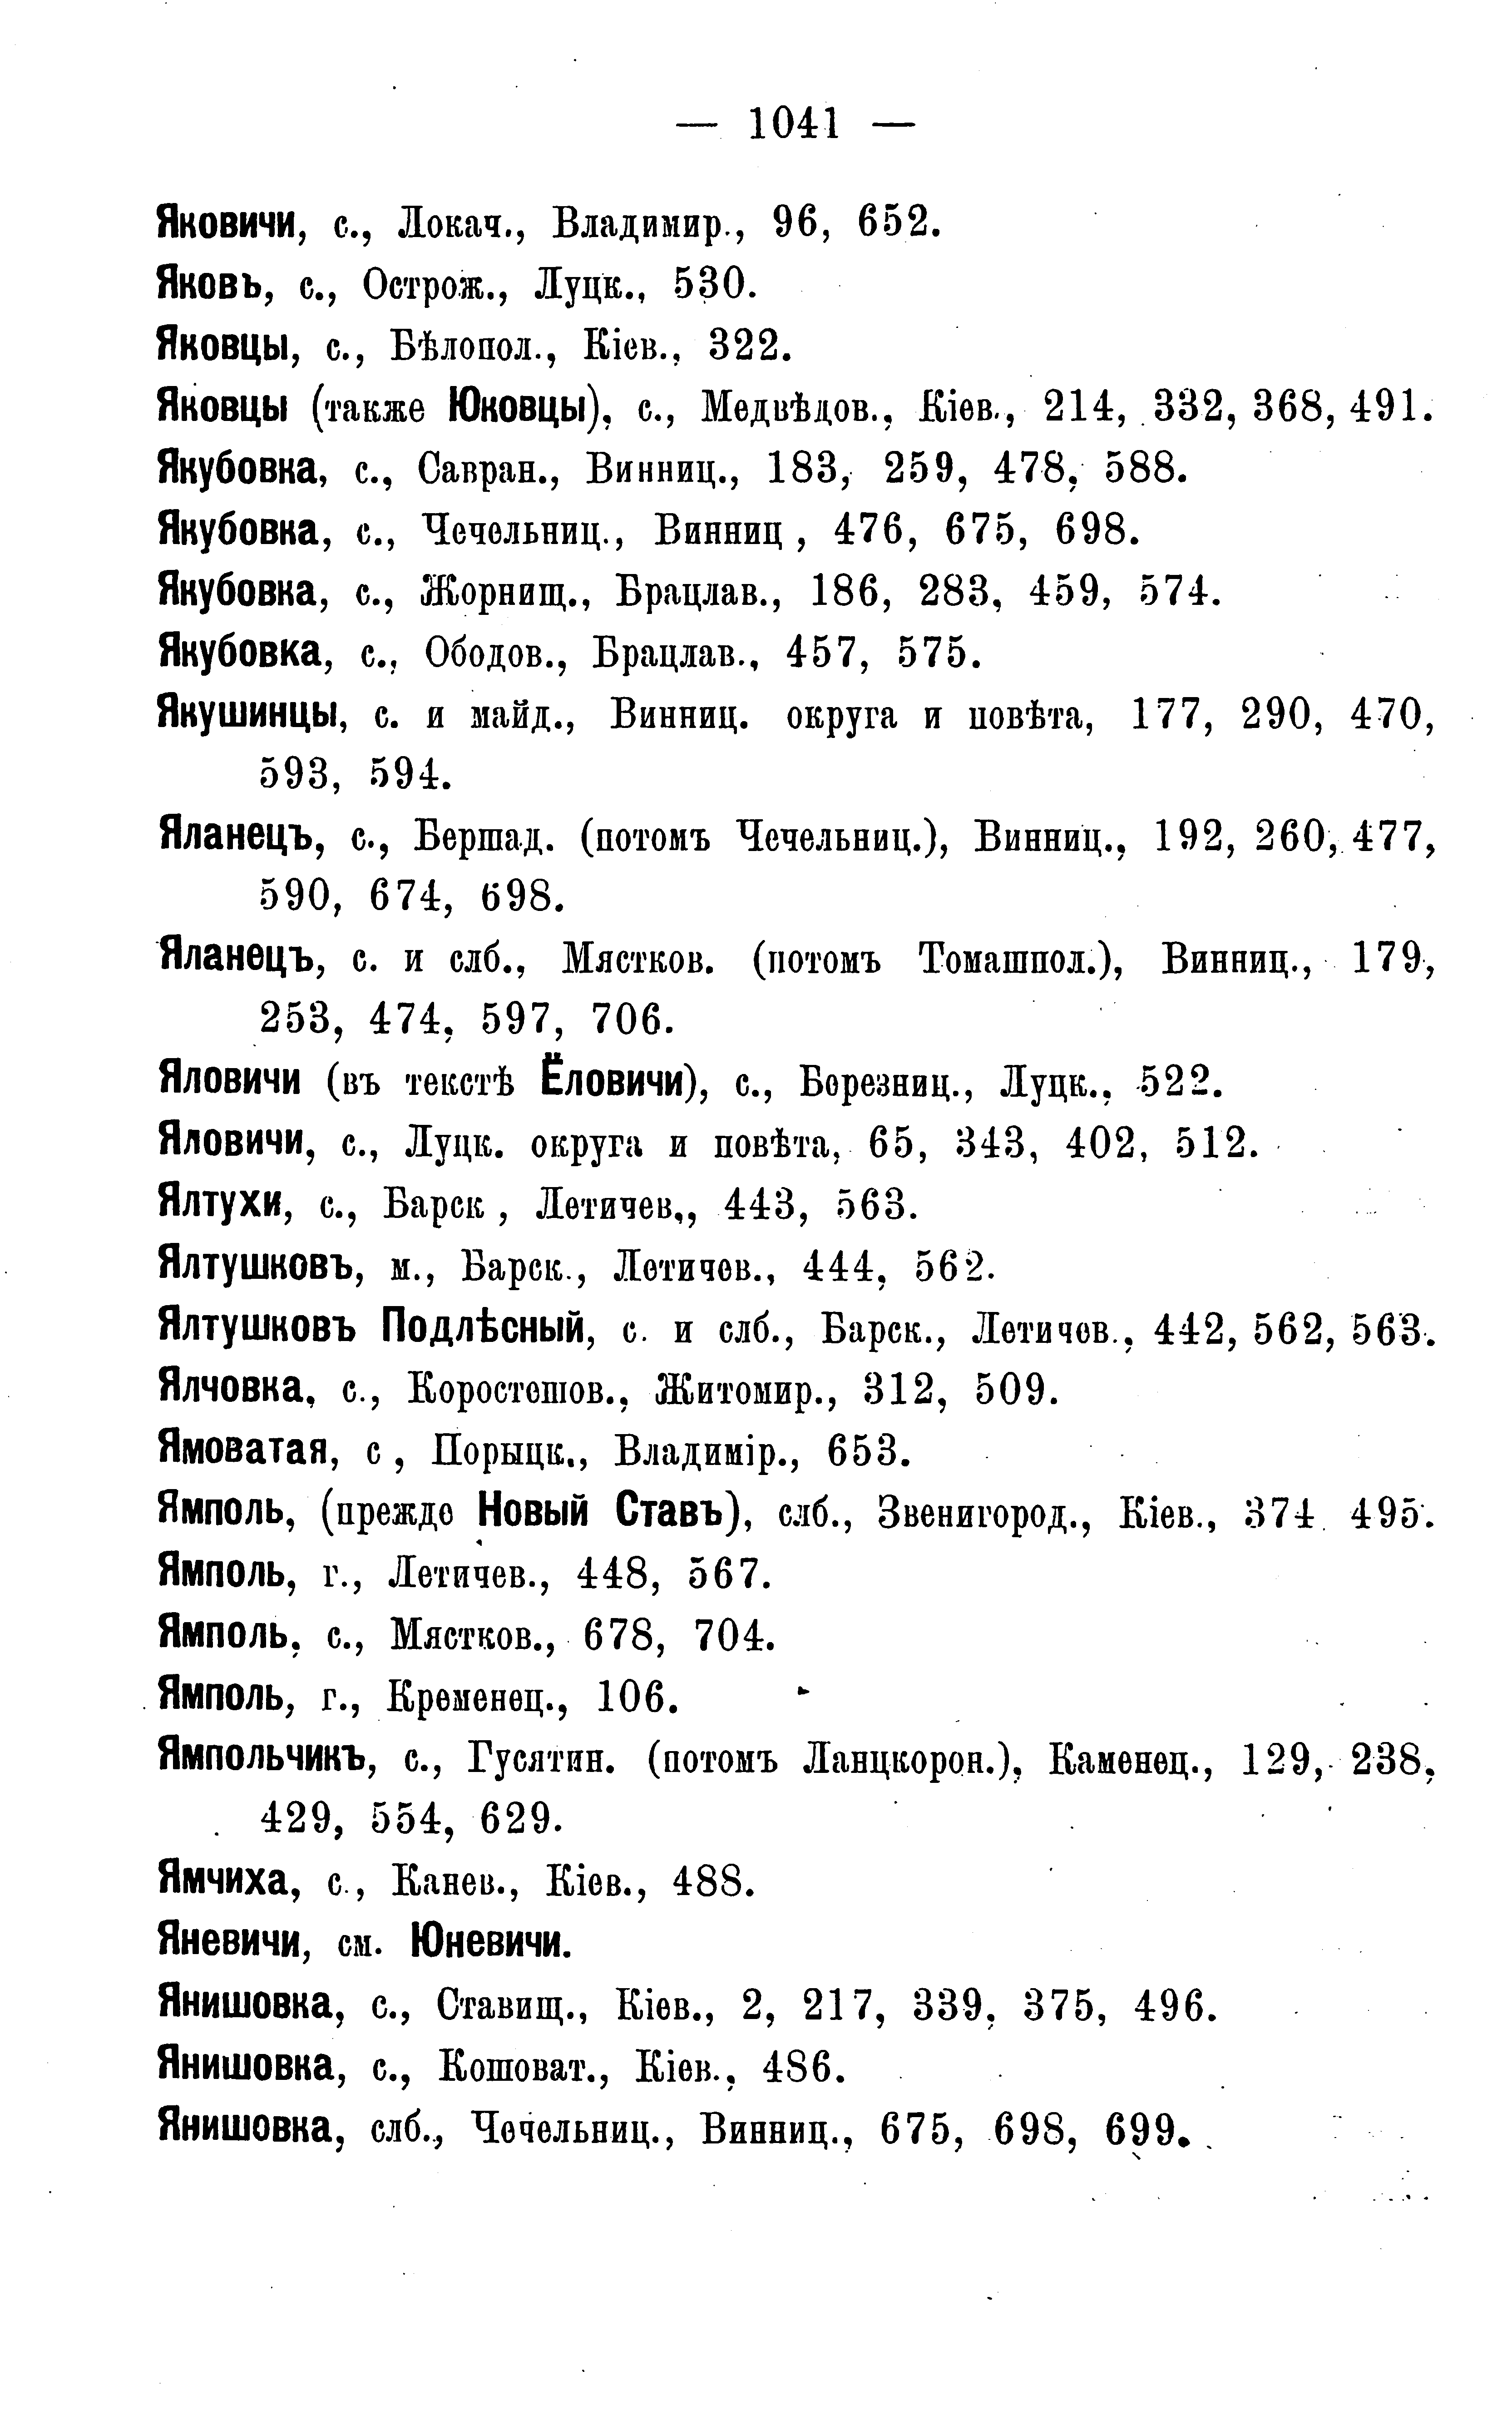 — 1041 —
Яковичи, с., Локач., Владимир., 96, 652.
Яковь, с., Острож., Луцк., 530.
Яковцы, с., Бѣлопол., Кіев., 322.
Яковцы (также Юковцы), с., Медвѣдов., Кіев., 214, 332, 368, 491.
Якубовка, с., Савран., Винниц., 183, 259, 478, 588.
Якубовка, с., Чечельниц., Винниц , 476, 675, 698.
Якубовка, с., Жорнищ., Брацлав., 186, 283, 459, 574.
Якубовка, с., Ободов., Брацлав., 457, 575.
Якушинцы, с. и майд., Винниц. округа и повѣта, 177, 290, 470,
593, 594.
Яланецъ, с., Бершад. (потомъ Чечельниц.), Винниц., 192, 260, 477,
590, 674, 698.
Яланецъ, с. и слб., Мястков. (потомъ Томашпол.), Винниц., 179,
253, 474, 597, 706.
Яловичи (въ текстѣ Ёловичи), с., Березниц., Луцк., 522.
Яловичи, с., Луцк. округа и повѣта, 65, 343, 402, 512.
Ялтухи, с., Барск , Летичев,, 443, 563.
Ялтушковъ, м., Барск., Летичев., 444, 562.
Ялтушковъ Подлѣсный, с. и слб., Барск., Летичев., 442, 562, 563.
Ялчовка, с., Коростешов., Житомир., 312, 509.
Ямоватая, с , Порыцк., Владимір., 653.
Ямполь, (прежде Новый Ставъ), слб., Звенигород., Кіев., 374. 495.
Ямполь, г., Летичев., 448, 567.
Ямполь, с., Мястков., 678, 704.
Ямполь, г., Кременец., 106.
Ямпольчикъ, с., Гусятин. (потомъ Ланцкорон.), Каменец., 129, 238,
429, 554, 629.
Ямчиха, с., Канев., Кіев., 488.
Яневичи, см. Юневичи.
Янишовка, с., Ставищ., Кіев., 2, 217, 339, 375, 496.
Янишовка, с., Кошоват., Кіев., 486.
Янишовка, слб., Чечельниц., Винниц., 675, 698, 699.